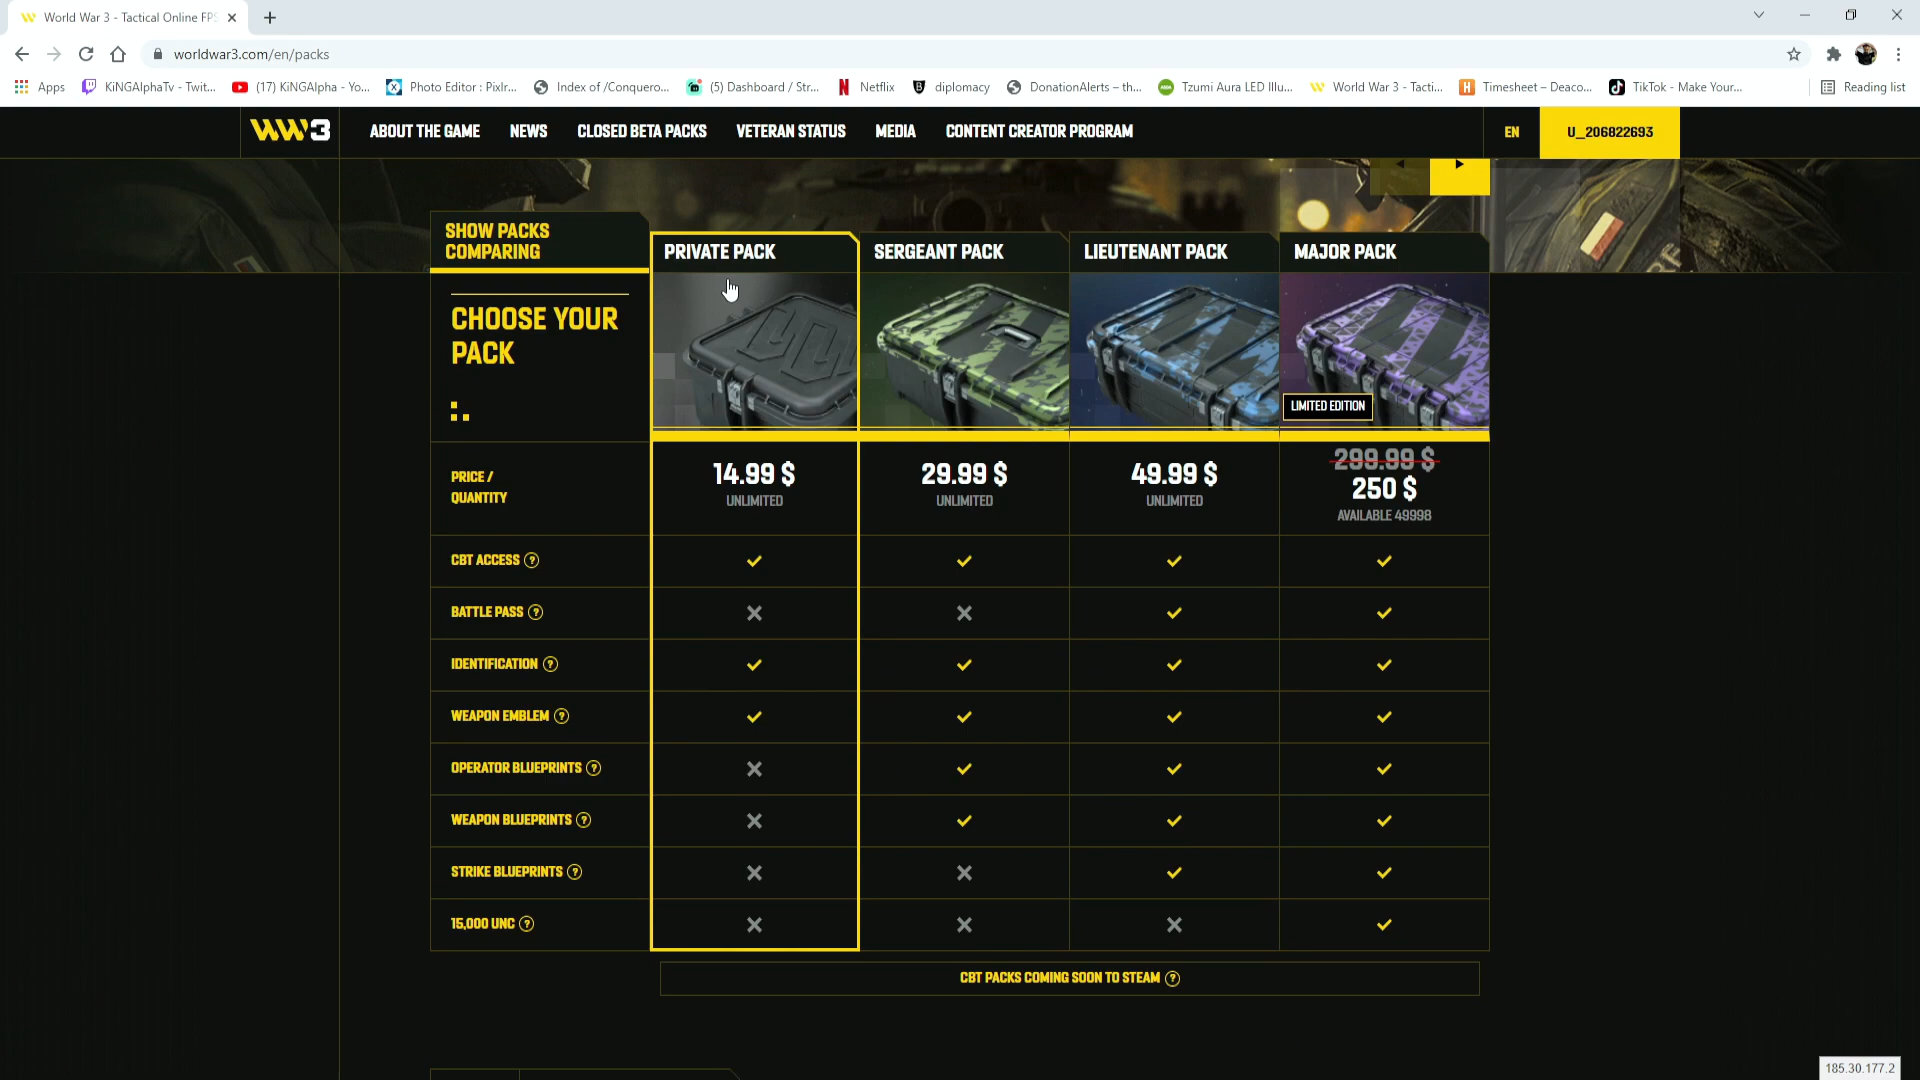 World War 3 - Tactical Online FPS
worldwar3.com/en/packs
Apps
KiNGAlphaTv - Twit...
(17) KiNGAlpha - Yo...
Photo Editor : Pixlr...
Index of /Conquero...
(5) Dashboard / Str...
Netflix
diplomacy
DonationAlerts – th...
Tzumi Aura LED Illu...
World War 3 - Tacti...
Timesheet – Deaco...
TikTok - Make Your...
Reading list
WW3
ABOUT THE GAME
NEWS
CLOSED BETA PACKS
VETERAN STATUS
MEDIA
CONTENT CREATOR PROGRAM
EN
U_206822693
SHOW PACKS
COMPARING
PRIVATE PACK
SERGEANT PACK
LIEUTENANT PACK
MAJOR PACK
CHOOSE YOUR
PACK
LIMITED EDITION
PRICE /
QUANTITY
14.99 $
UNLIMITED
29.99 $
UNLIMITED
49.99 $
UNLIMITED
299.99 $
250 $
AVAILABLE 49998
CBT ACCESS ?
BATTLE PASS ?
IDENTIFICATION ?
WEAPON EMBLEM ?
OPERATOR BLUEPRINTS ?
WEAPON BLUEPRINTS ?
STRIKE BLUEPRINTS ?
15,000 UNC ?
CBT PACKS COMING SOON TO STEAM ?
185.30.177.2